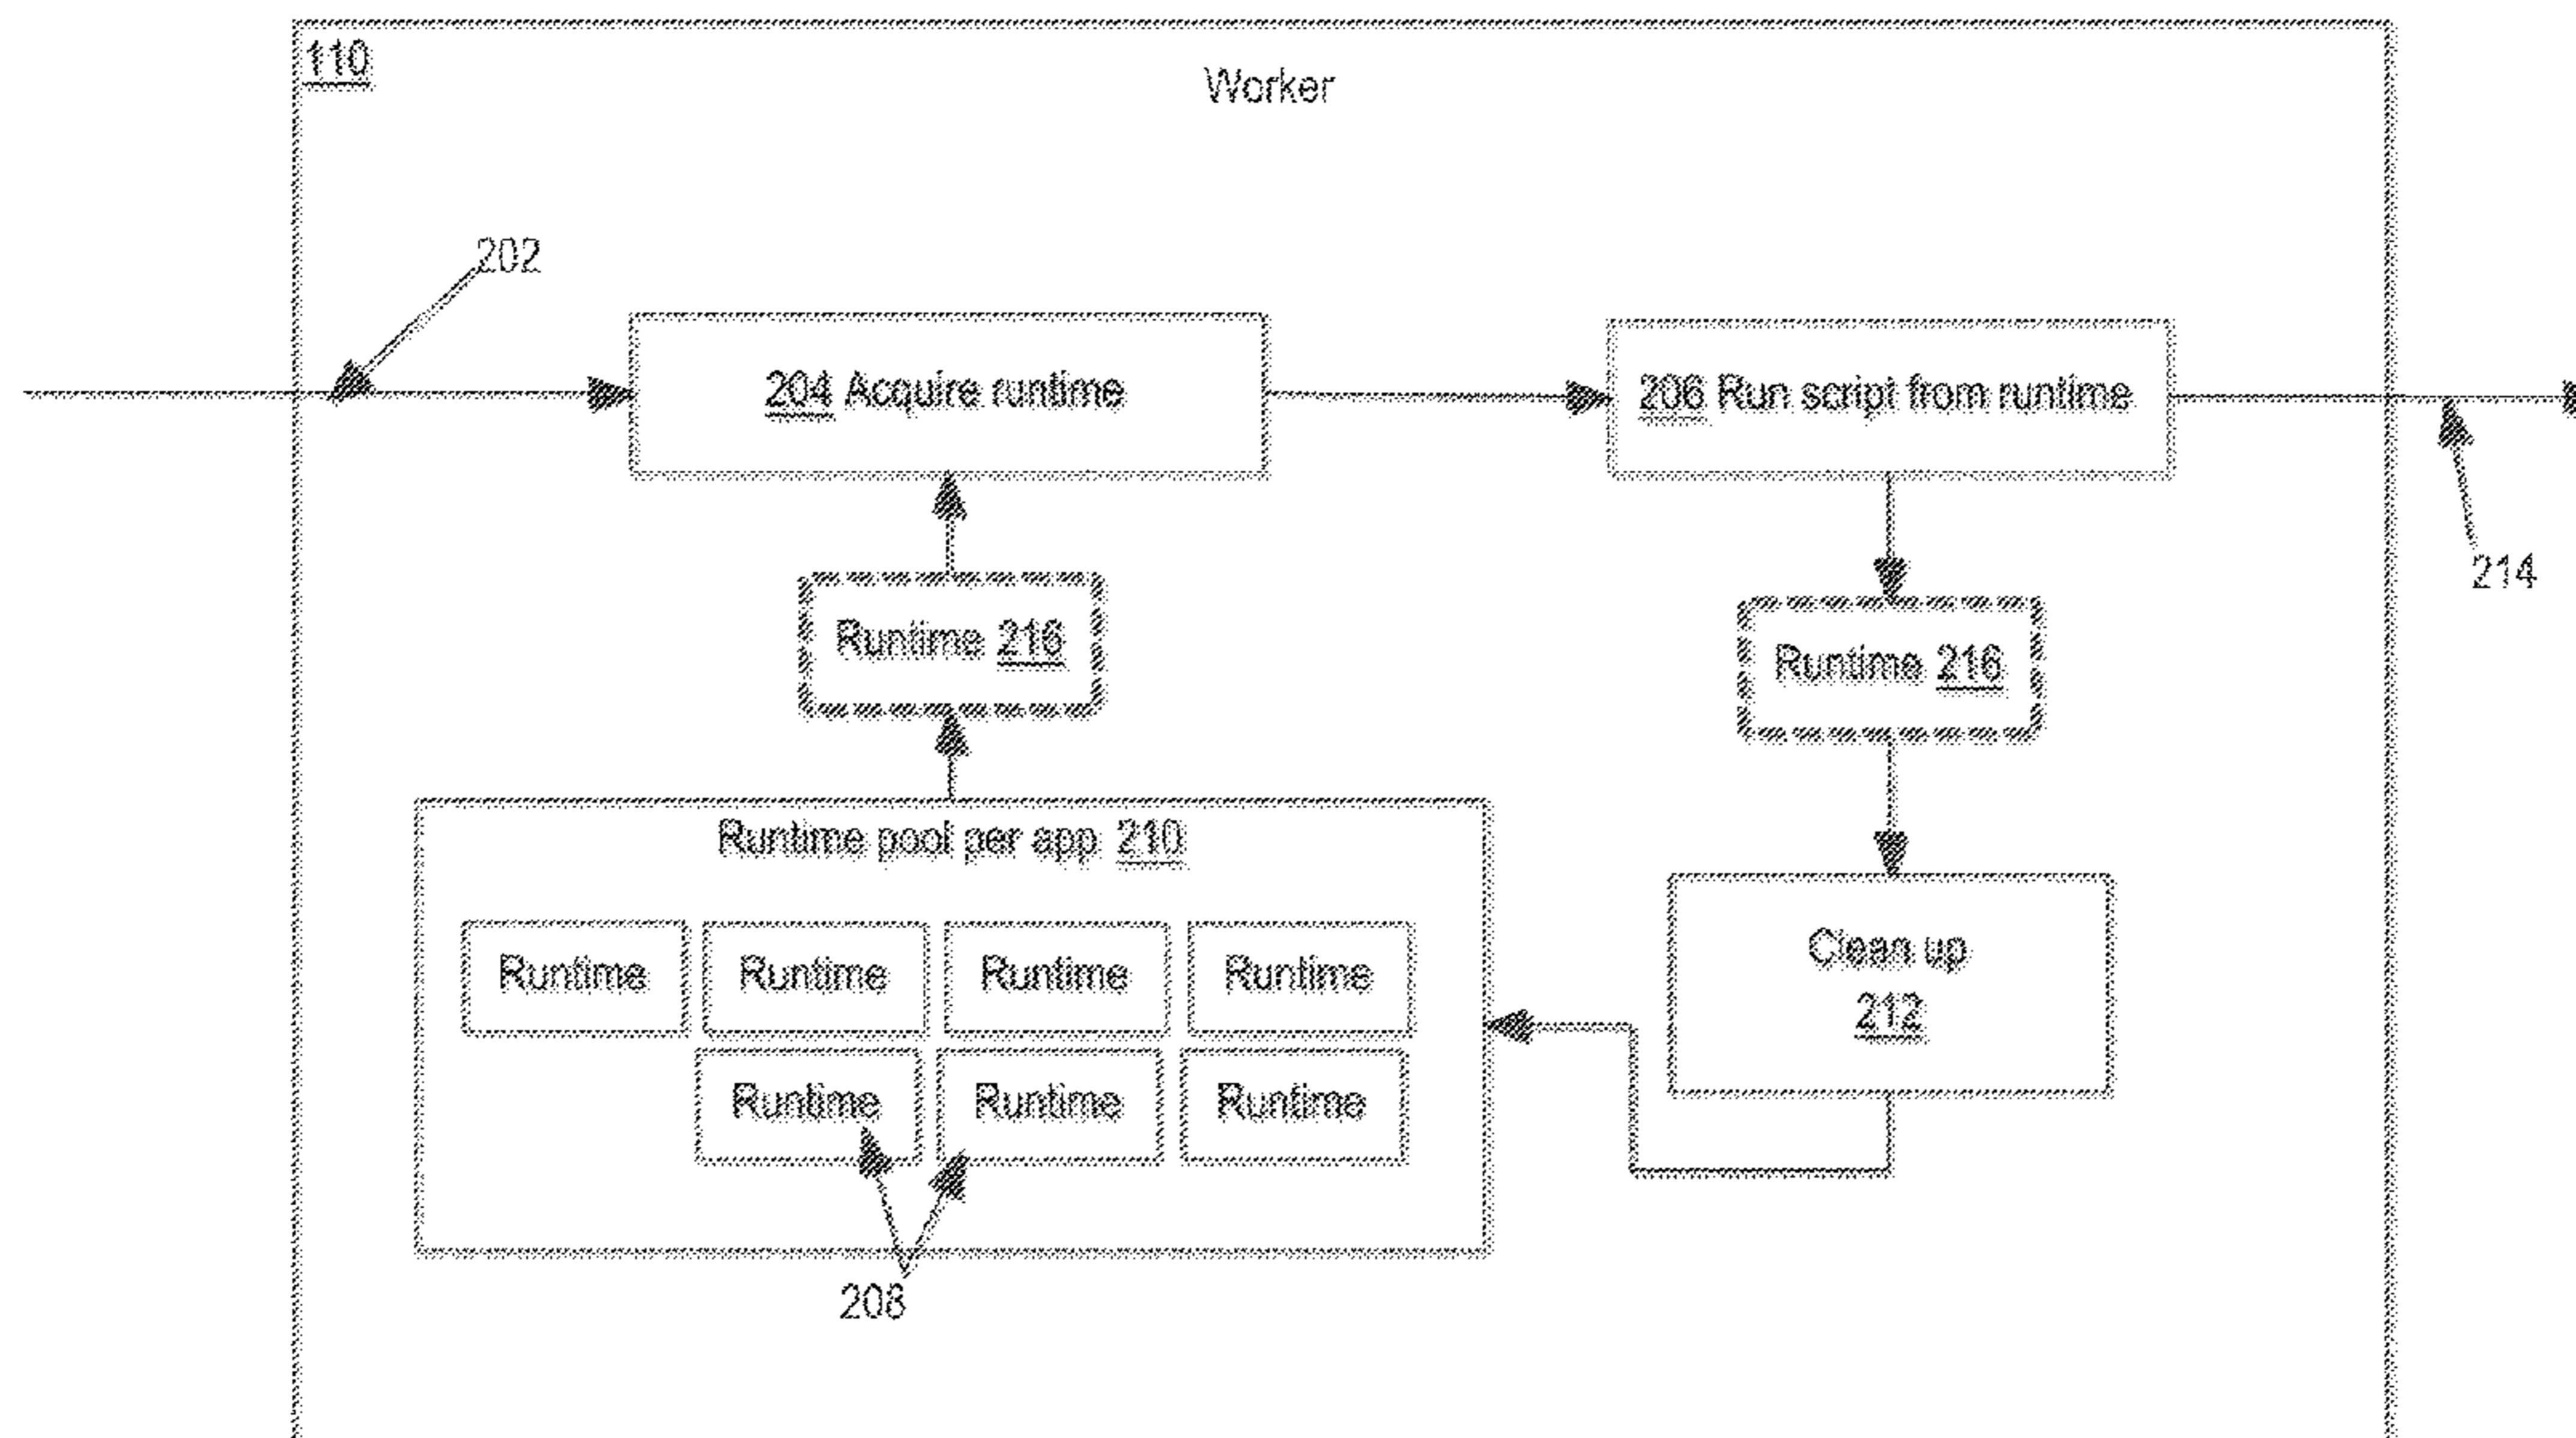 110
Worker
202
204 Acquire runtime
206 Run script from runtime
214
Runtime 216
Runtime 216
Runtime pool per app 210
Runtime Runtime Runtime Runtime
Clean up
212
Runtime Runtime Runtime
208